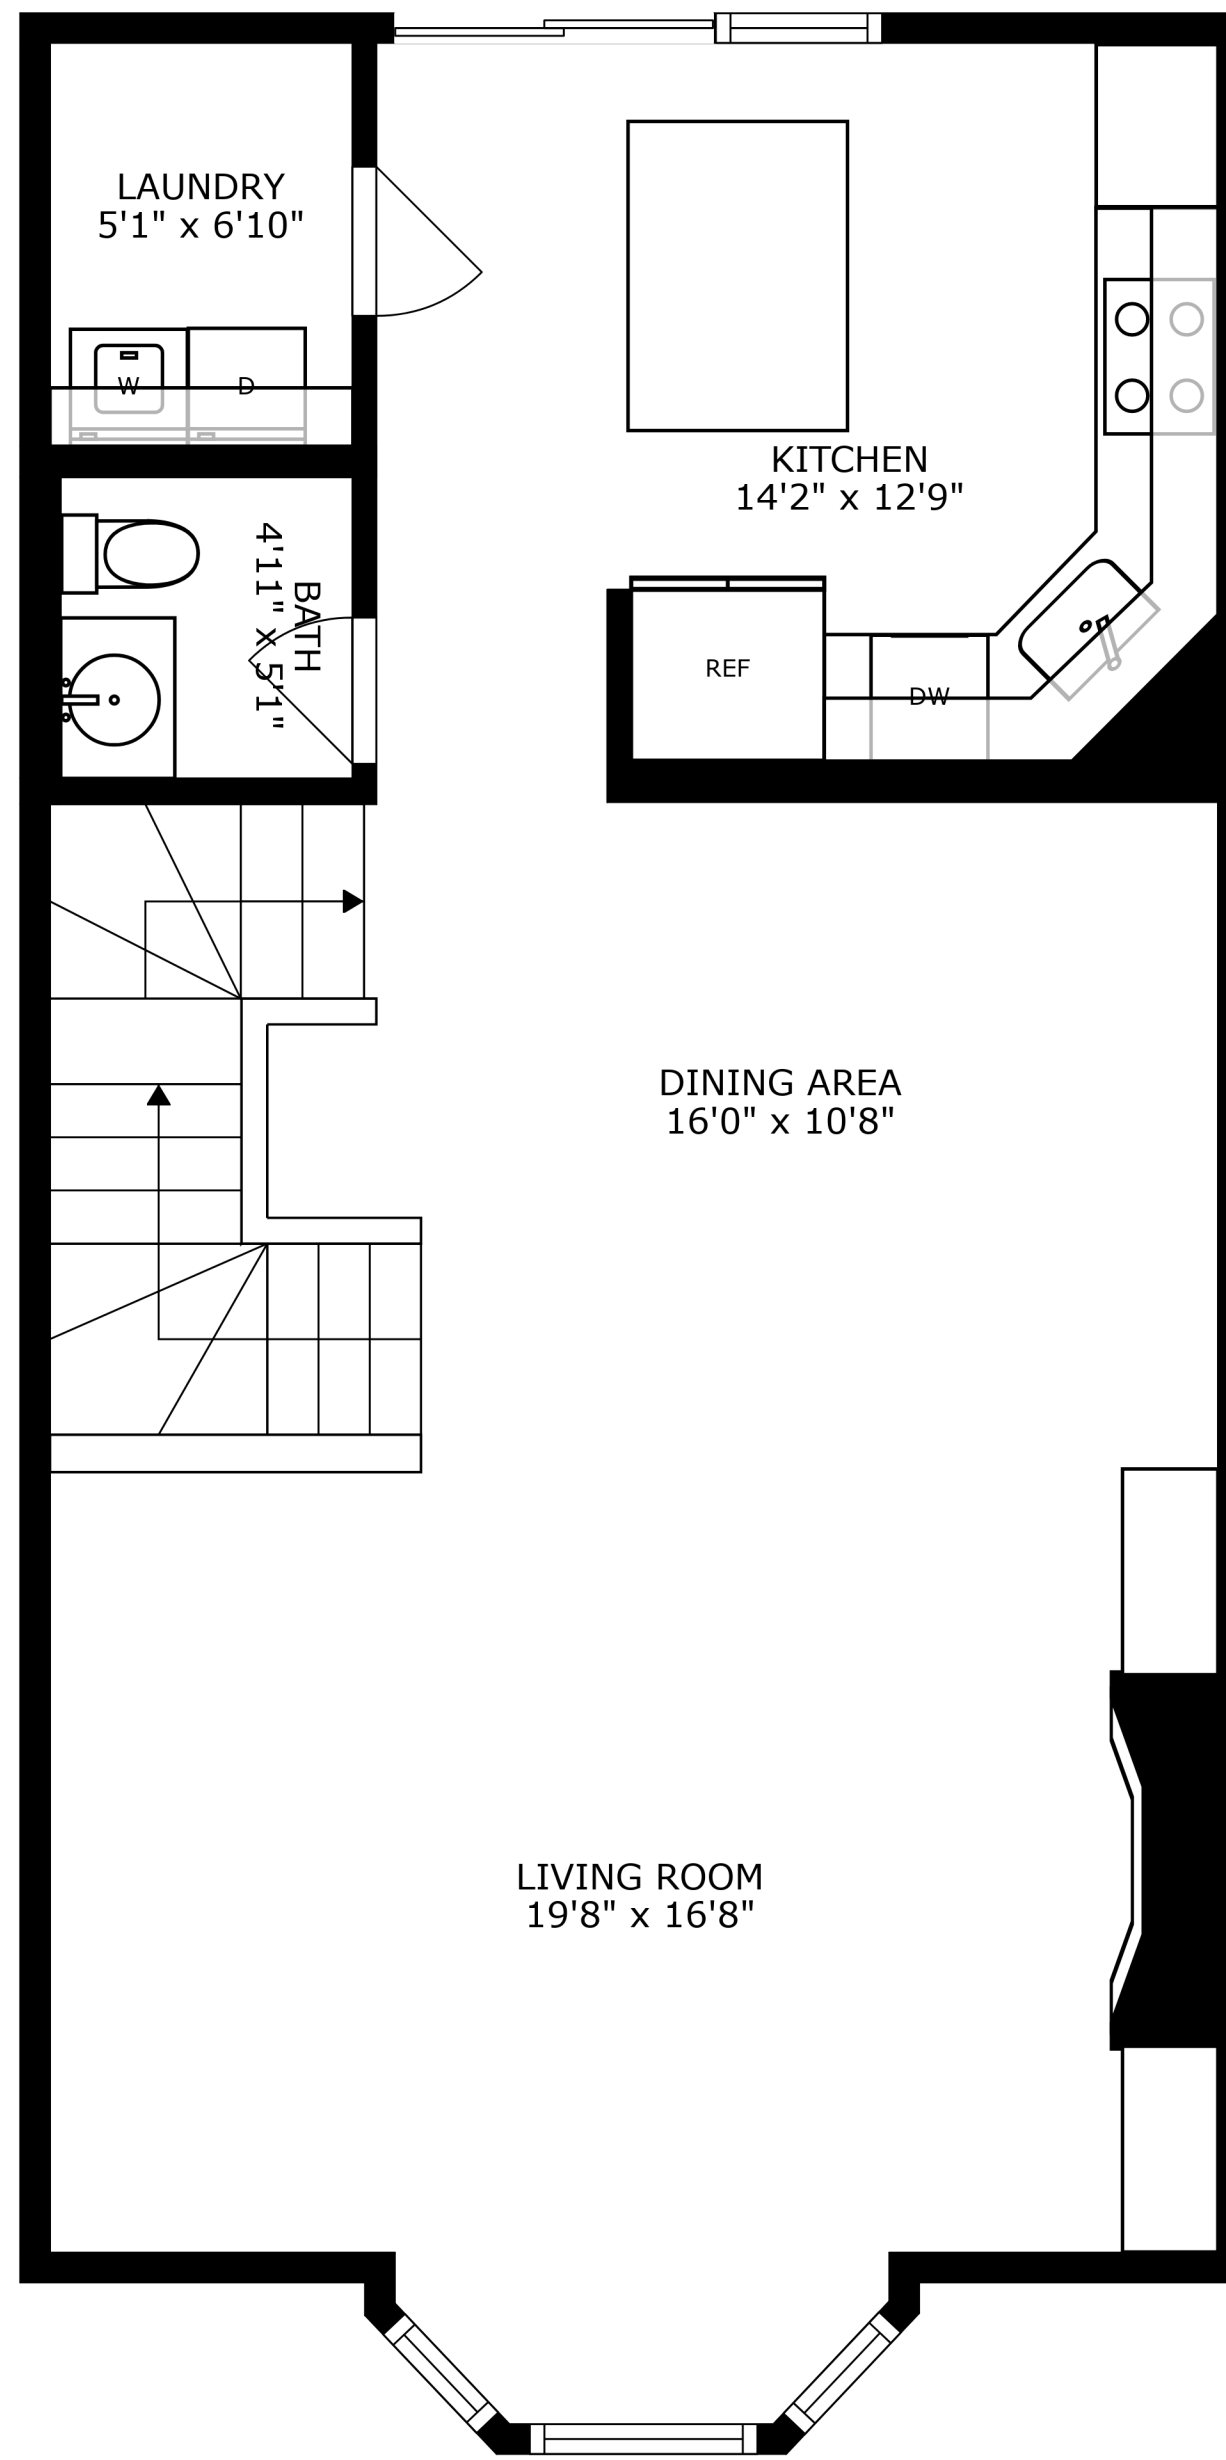 LAUNDRY
5'1" x 6'10"
W
D
KITCHEN
14'2" x 12'9"
BATH
4'11" x 5'1"
REF
DW
DINING AREA
16'0" x 10'8"
LIVING ROOM
19'8" x 16'8"